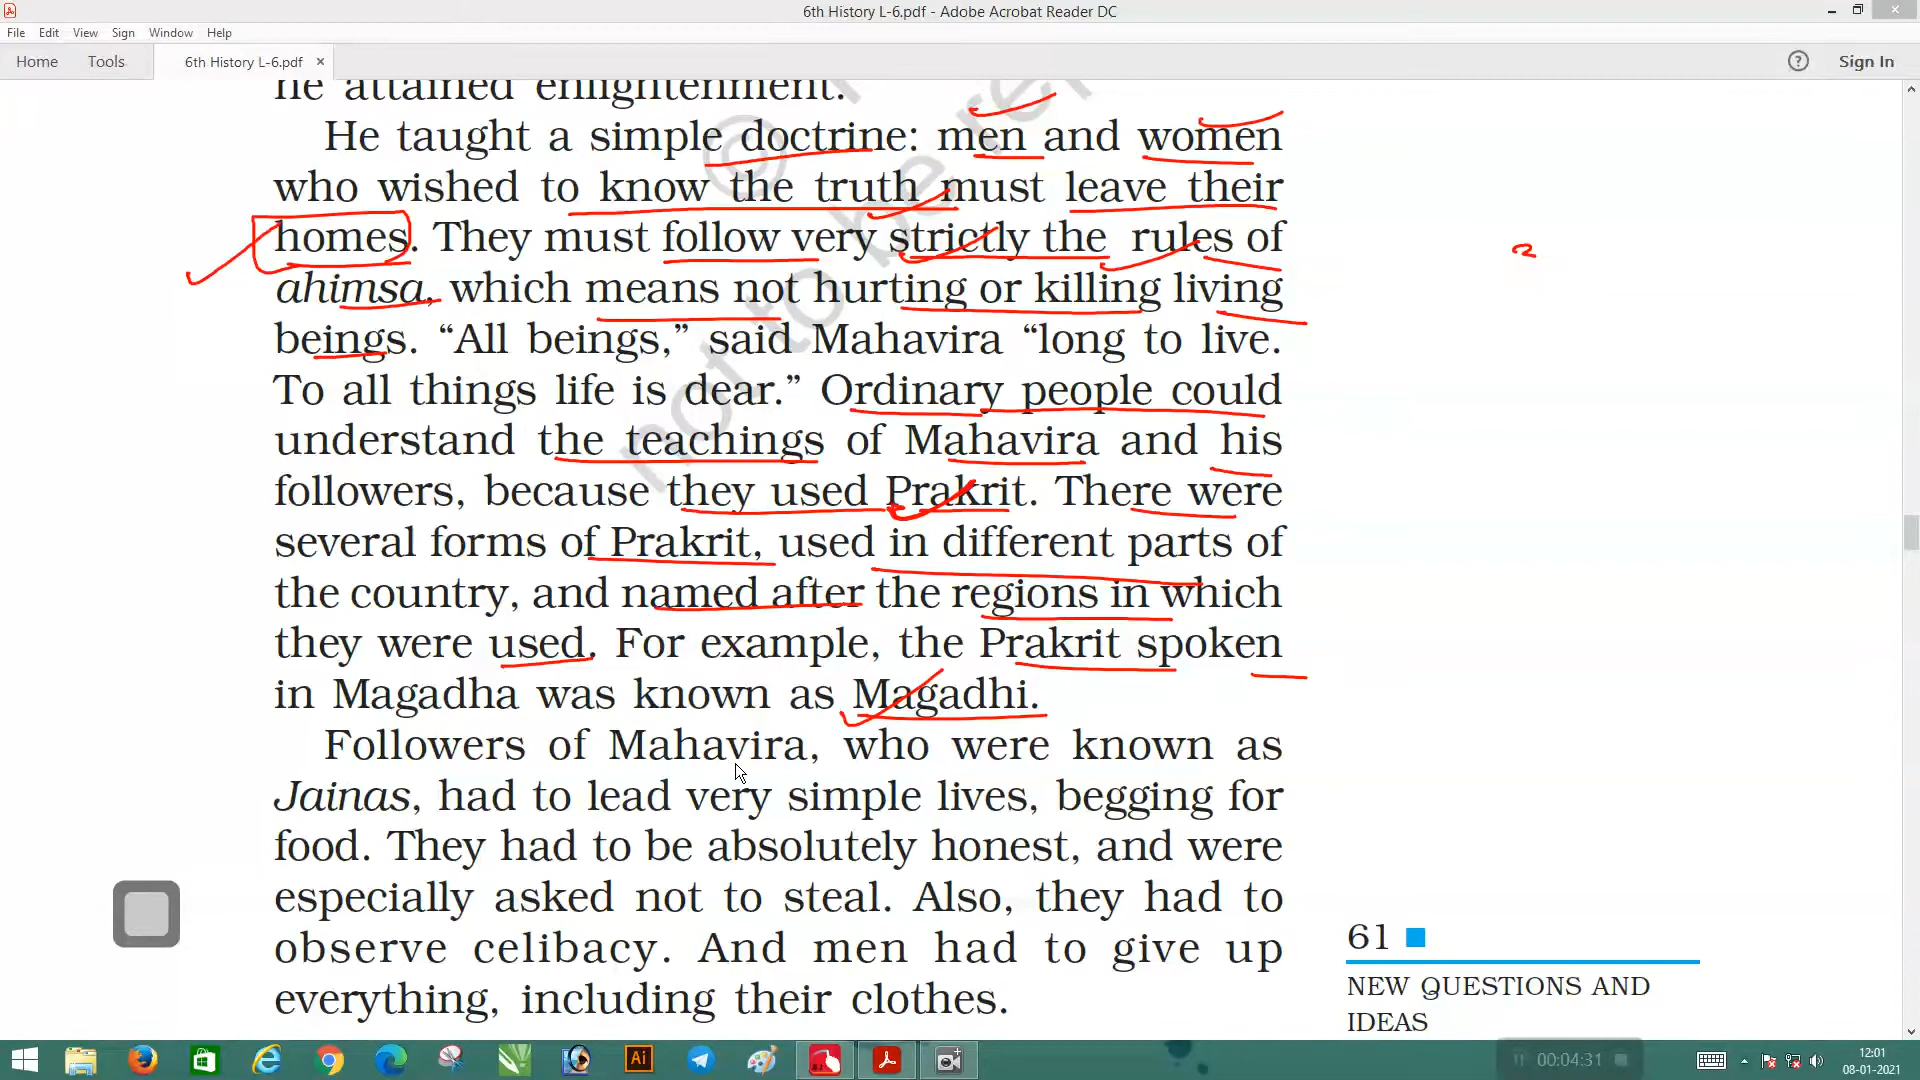 6th History L-6.pdf - Adobe Acrobat Reader DC
File Edit View Sign Window Help
Home Tools 6th History L-6.pdf × ? Sign In
he attained enlightenment.
He taught a simple doctrine: men and women
who wished to know the truth must leave their
homes. They must follow very strictly the rules of
ahimsa, which means not hurting or killing living
beings. “All beings,” said Mahavira “long to live.
To all things life is dear.” Ordinary people could
understand the teachings of Mahavira and his
followers, because they used Prakrit. There were
several forms of Prakrit, used in different parts of
the country, and named after the regions in which
they were used. For example, the Prakrit spoken
in Magadha was known as Magadhi.
Followers of Mahavira, who were known as
Jainas, had to lead very simple lives, begging for
food. They had to be absolutely honest, and were
especially asked not to steal. Also, they had to
observe celibacy. And men had to give up
everything, including their clothes.
©
not to be rep
61
NEW QUESTIONS AND
IDEAS
Ai
00:04:31
12:01
08-01-2021